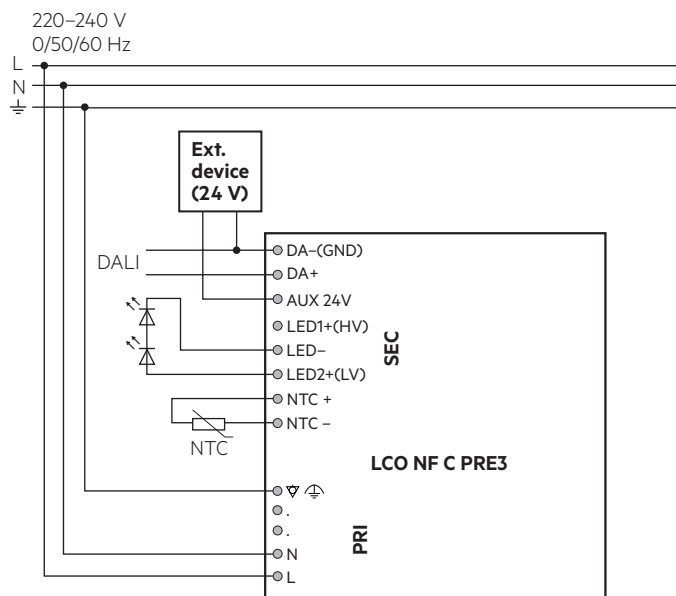 220–240 V
0/50/60 Hz
L
N
Ext.
device
(24 V)
DALI
DA–(GND)
DA+
AUX 24V
LED1+(HV)
LED–
LED2+(LV)
NTC +
NTC –
NTC
SEC
LCO NF C PRE3
.
.
PRI
N
L